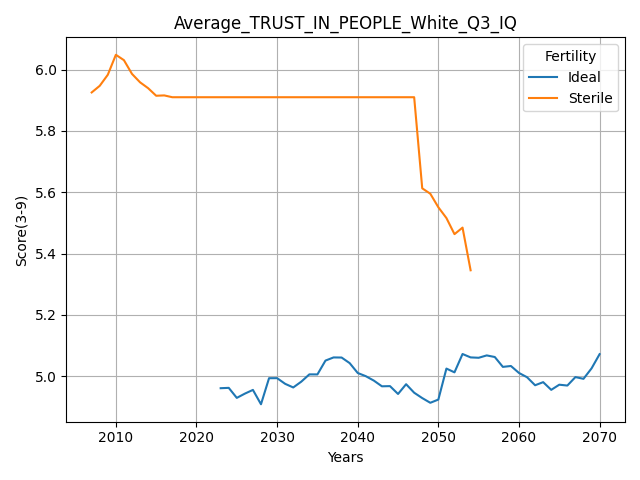 Average_TRUST_IN_PEOPLE_White_Q3_IQ
Fertility
Ideal
Sterile
Score(3-9)
6.0
5.8
5.6
5.4
5.2
5.0
2010 2020 2030 2040 2050 2060 2070
Years